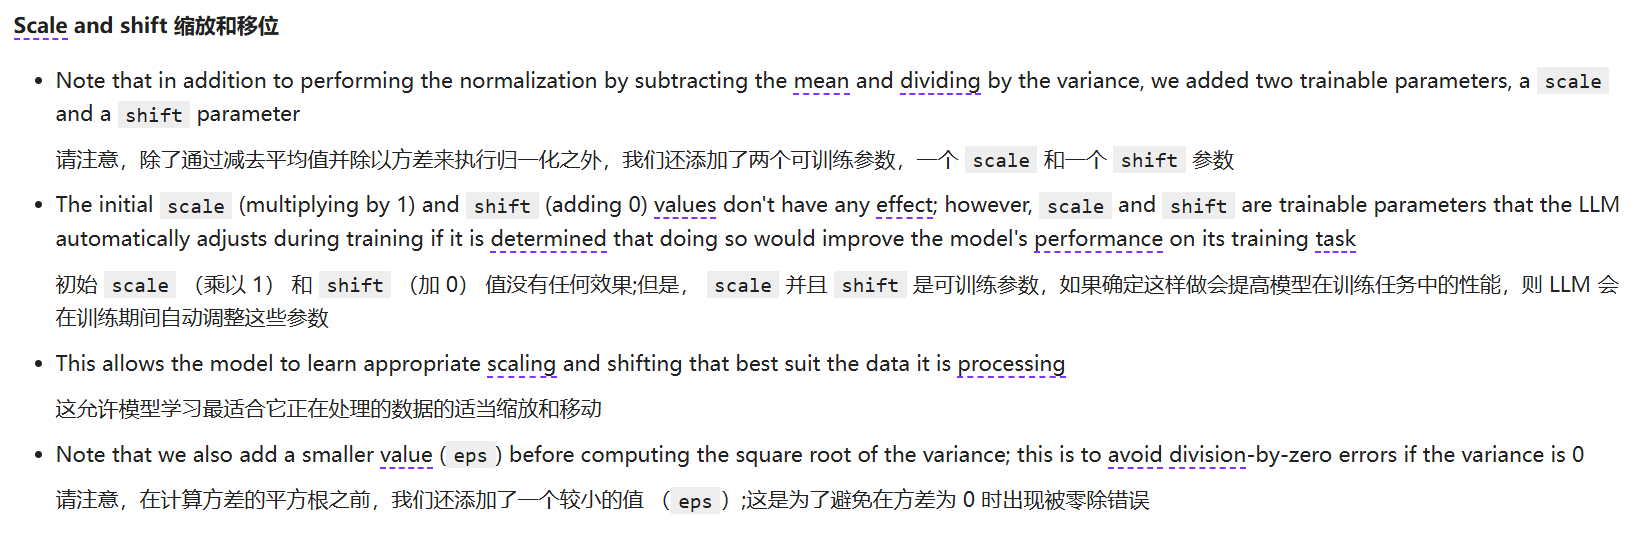 Scale and shift 缩放和移位
• Note that in addition to performing the normalization by subtracting the mean and dividing by the variance, we added two trainable parameters, a scale
and a shift parameter
请注意，除了通过减去平均值并除以方差来执行归一化之外，我们还添加了两个可训练参数，一个 scale 和一个 shift 参数
• The initial scale (multiplying by 1) and shift (adding 0) values don't have any effect; however, scale and shift are trainable parameters that the LLM
automatically adjusts during training if it is determined that doing so would improve the model's performance on its training task
初始 scale （乘以 1） 和 shift （加 0） 值没有任何效果;但是， scale 并且 shift 是可训练参数，如果确定这样做会提高模型在训练任务中的性能，则 LLM 会
在训练期间自动调整这些参数
• This allows the model to learn appropriate scaling and shifting that best suit the data it is processing
这允许模型学习最适合它正在处理的数据的适当缩放和移动
• Note that we also add a smaller value (eps) before computing the square root of the variance; this is to avoid division-by-zero errors if the variance is 0
请注意，在计算方差的平方根之前，我们还添加了一个较小的值 （eps）;这是为了避免在方差为 0 时出现被零除错误